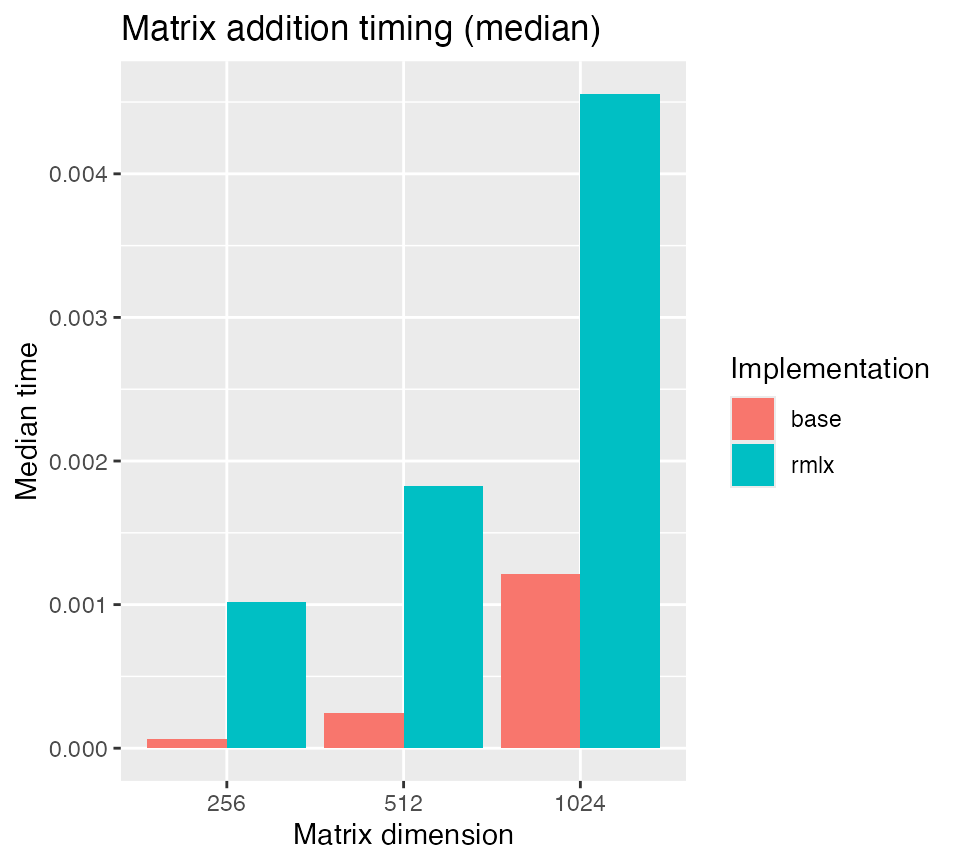 Matrix addition timing (median)
0.004
0.003
0.002
0.001
0.000
Median time
256 512 1024
Matrix dimension
Implementation
base
rmlx